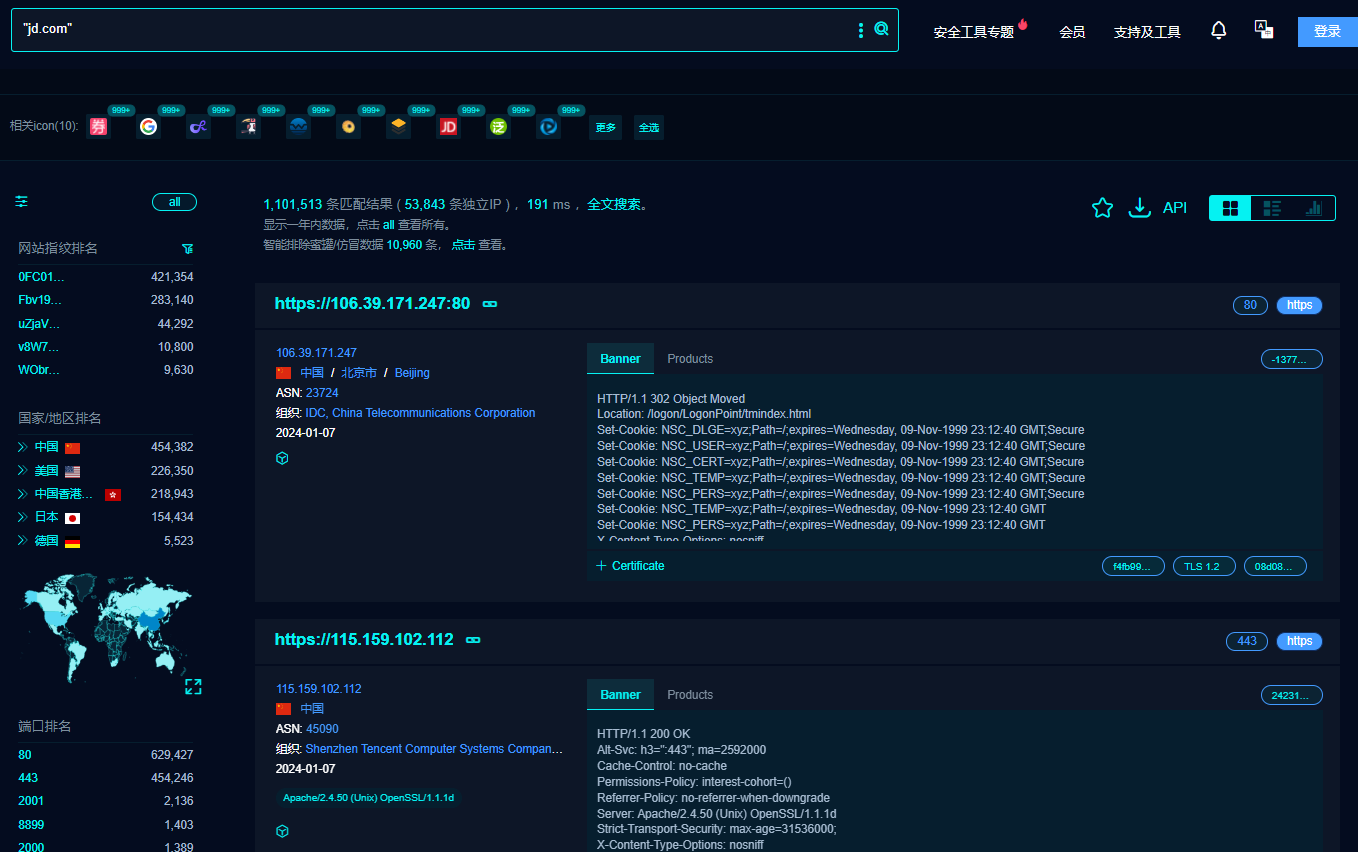 "jd.com"
安全工具专题
会员
支持及工具
登录
相关icon(10):
999+ 999+ 999+ 999+ 999+ 999+ 999+ 999+ 999+ 999+
券 G JD 泛
更多
全选
all
网站指纹排名
0FC01... 421,354
Fbv19... 283,140
uZjaV... 44,292
v8W7... 10,800
WObr... 9,630
国家/地区排名
中国 454,382
美国 226,350
中国香港... 218,943
日本 154,434
德国 5,523
端口排名
80 629,427
443 454,246
2001 2,136
8899 1,403
2000 1,389
1,101,513 条匹配结果 ( 53,843 条独立IP ) , 191 ms , 全文搜索。
显示一年内数据，点击 all 查看所有。
智能排除蜜罐/仿冒数据 10,960 条， 点击 查看。
API
https://106.39.171.247:80
80
https
106.39.171.247
中国 / 北京市 / Beijing
ASN: 23724
组织: IDC, China Telecommunications Corporation
2024-01-07
Banner
Products
-1377...
HTTP/1.1 302 Object Moved
Location: /logon/LogonPoint/tmindex.html
Set-Cookie: NSC_DLGE=xyz;Path=/;expires=Wednesday, 09-Nov-1999 23:12:40 GMT;Secure
Set-Cookie: NSC_USER=xyz;Path=/;expires=Wednesday, 09-Nov-1999 23:12:40 GMT;Secure
Set-Cookie: NSC_CERT=xyz;Path=/;expires=Wednesday, 09-Nov-1999 23:12:40 GMT;Secure
Set-Cookie: NSC_TEMP=xyz;Path=/;expires=Wednesday, 09-Nov-1999 23:12:40 GMT;Secure
Set-Cookie: NSC_PERS=xyz;Path=/;expires=Wednesday, 09-Nov-1999 23:12:40 GMT;Secure
Set-Cookie: NSC_TEMP=xyz;Path=/;expires=Wednesday, 09-Nov-1999 23:12:40 GMT
Set-Cookie: NSC_PERS=xyz;Path=/;expires=Wednesday, 09-Nov-1999 23:12:40 GMT
X-Content-Type-Options: nosniff
+ Certificate
f4fb99...
TLS 1.2
08d08...
https://115.159.102.112
443
https
115.159.102.112
中国
ASN: 45090
组织: Shenzhen Tencent Computer Systems Compan...
2024-01-07
Apache/2.4.50 (Unix) OpenSSL/1.1.1d
Banner
Products
24231...
HTTP/1.1 200 OK
Alt-Svc: h3=":443"; ma=2592000
Cache-Control: no-cache
Permissions-Policy: interest-cohort=()
Referrer-Policy: no-referrer-when-downgrade
Server: Apache/2.4.50 (Unix) OpenSSL/1.1.1d
Strict-Transport-Security: max-age=31536000;
X-Content-Type-Options: nosniff